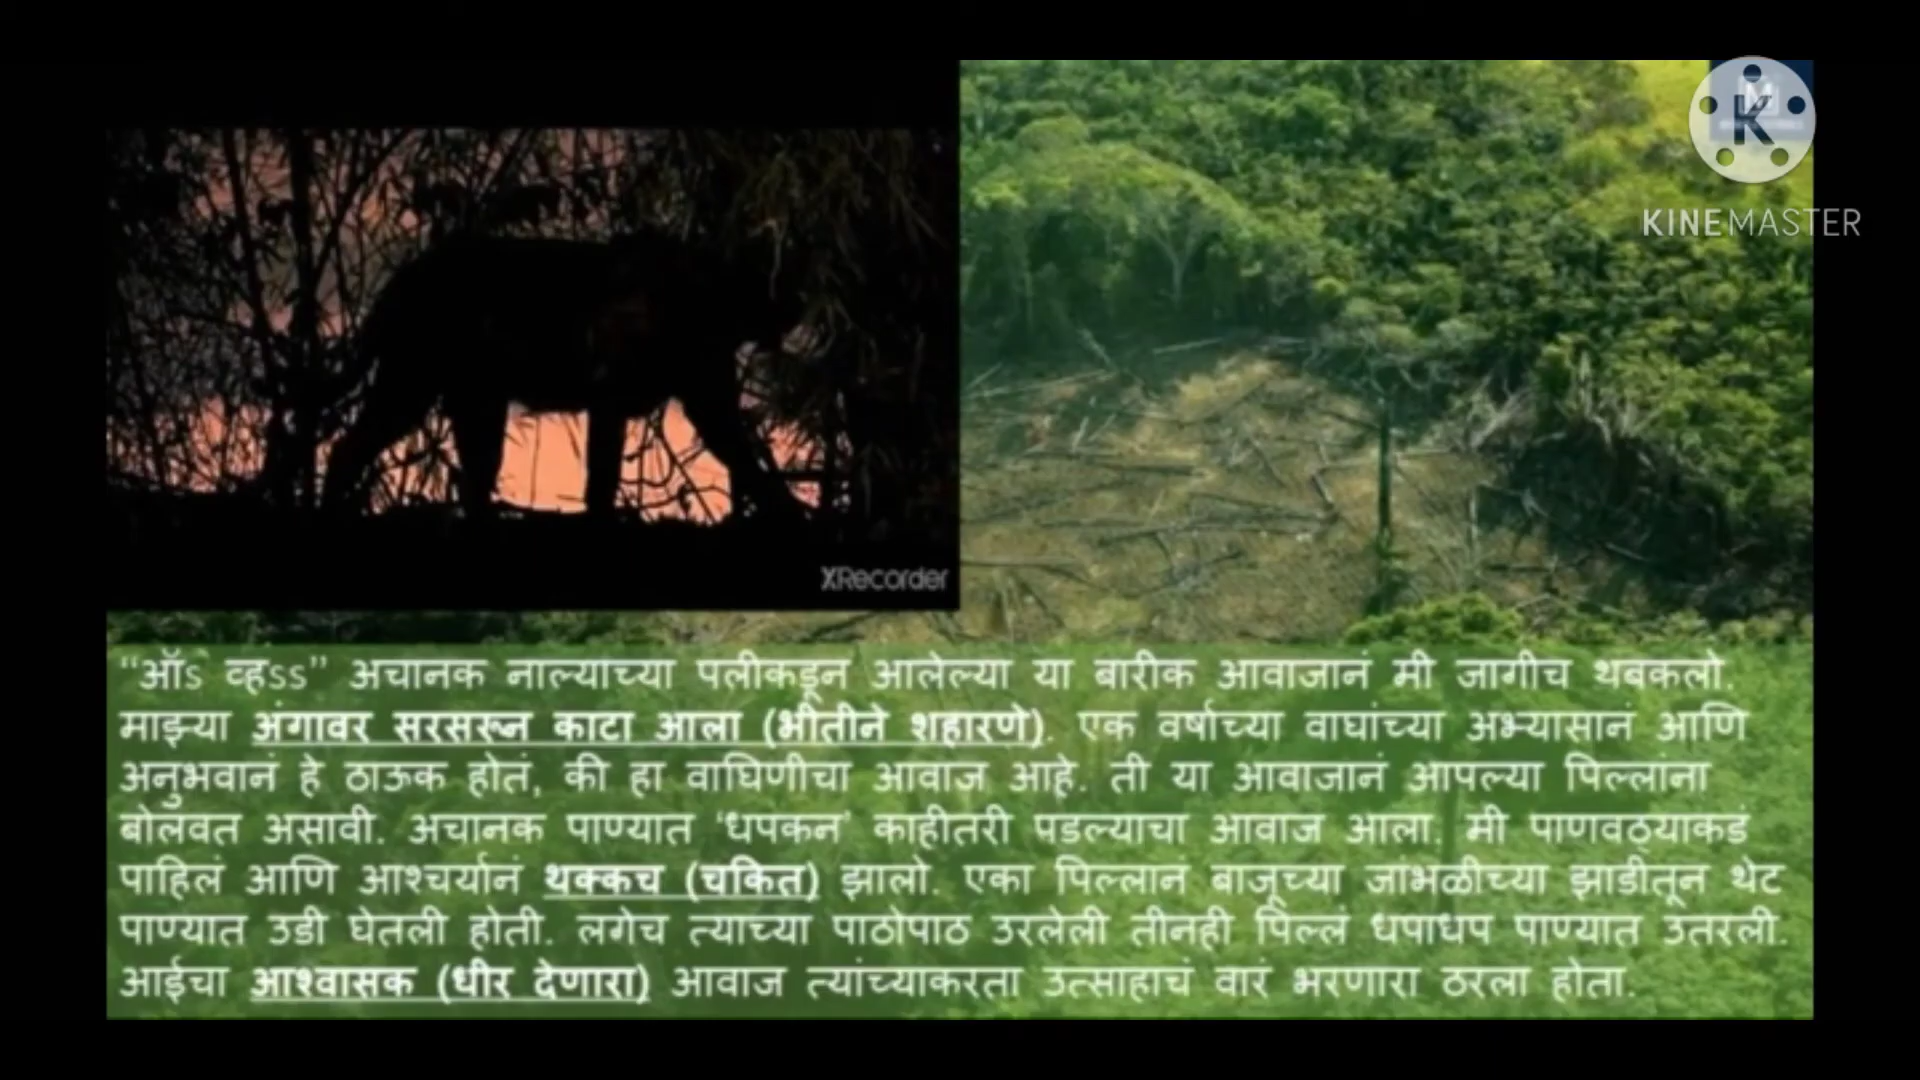 K
KINEMASTER
XRecorder
“ऑs व्हss” अचानक नाल्याच्या पलीकडून आलेल्या या बारीक आवाजानं मी जागीच थबकलो.
माझ्या अंगावर सरसरून काटा आला (भीतीने शहारणे). एक वर्षाच्या वाघांच्या अभ्यासानं आणि
अनुभवानं हे ठाऊक होतं, की हा वाघिणीचा आवाज आहे. ती या आवाजानं आपल्या पिल्लांना
बोलवत असावी. अचानक पाण्यात ‘धपकन’ काहीतरी पडल्याचा आवाज आला. मी पाणवठ्याकडं
पाहिलं आणि आश्चर्यानं थक्कच (चकित) झालो. एका पिल्लानं बाजूच्या जांभळीच्या झाडीतून थेट
पाण्यात उडी घेतली होती. लगेच त्याच्या पाठोपाठ उरलेली तीनही पिल्लं धपाधप पाण्यात उतरली.
आईचा आश्वासक (धीर देणारा) आवाज त्यांच्याकरता उत्साहाचं वारं भरणारा ठरला होता.